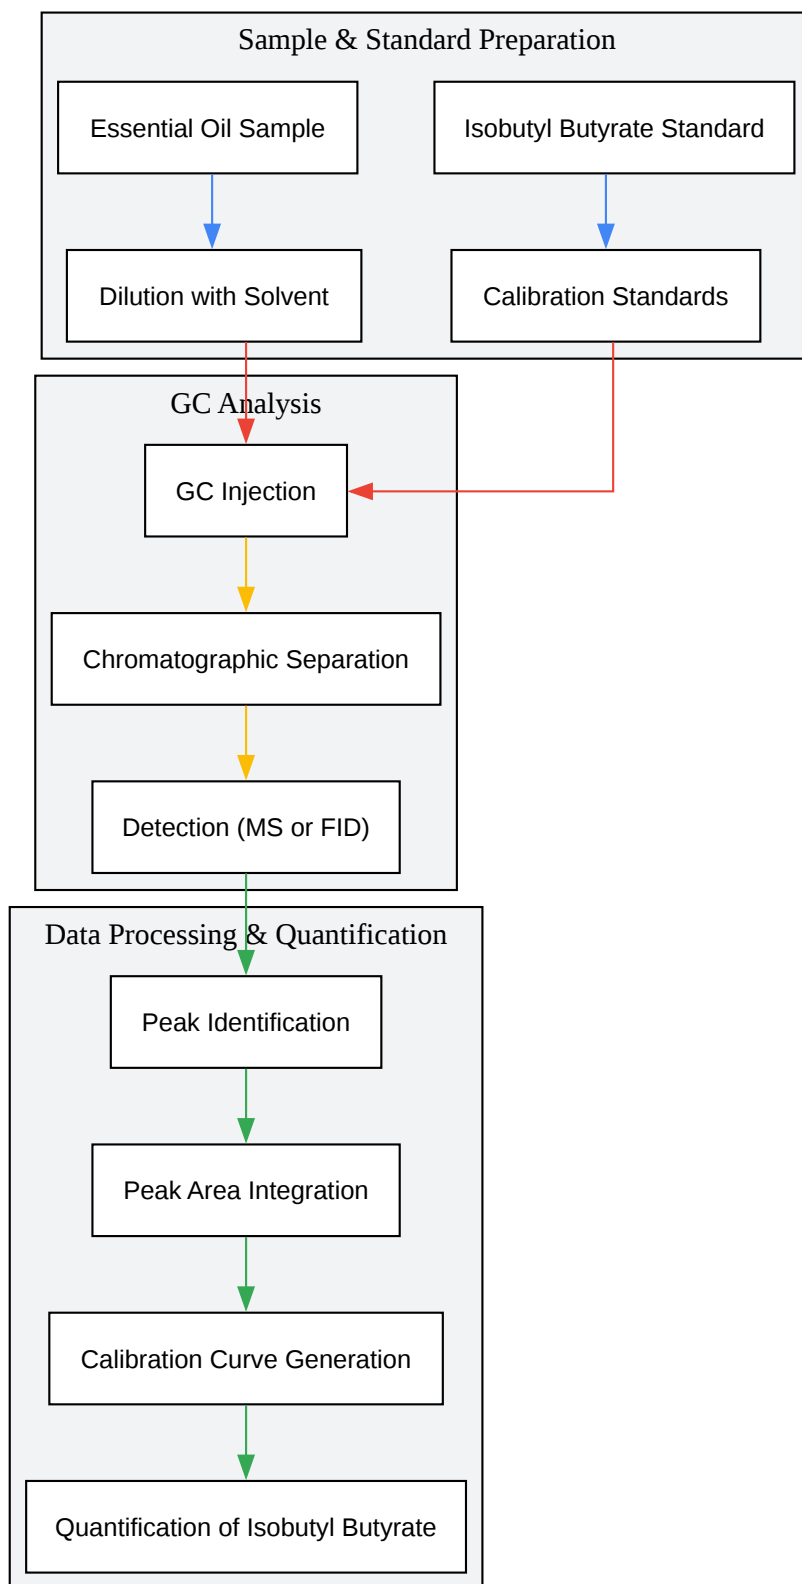 Sample & Standard Preparation
Essential Oil Sample
Isobutyl Butyrate Standard
Dilution with Solvent
Calibration Standards
GC Analysis
GC Injection
Chromatographic Separation
Detection (MS or FID)
Data Processing & Quantification
Peak Identification
Peak Area Integration
Calibration Curve Generation
Quantification of Isobutyl Butyrate